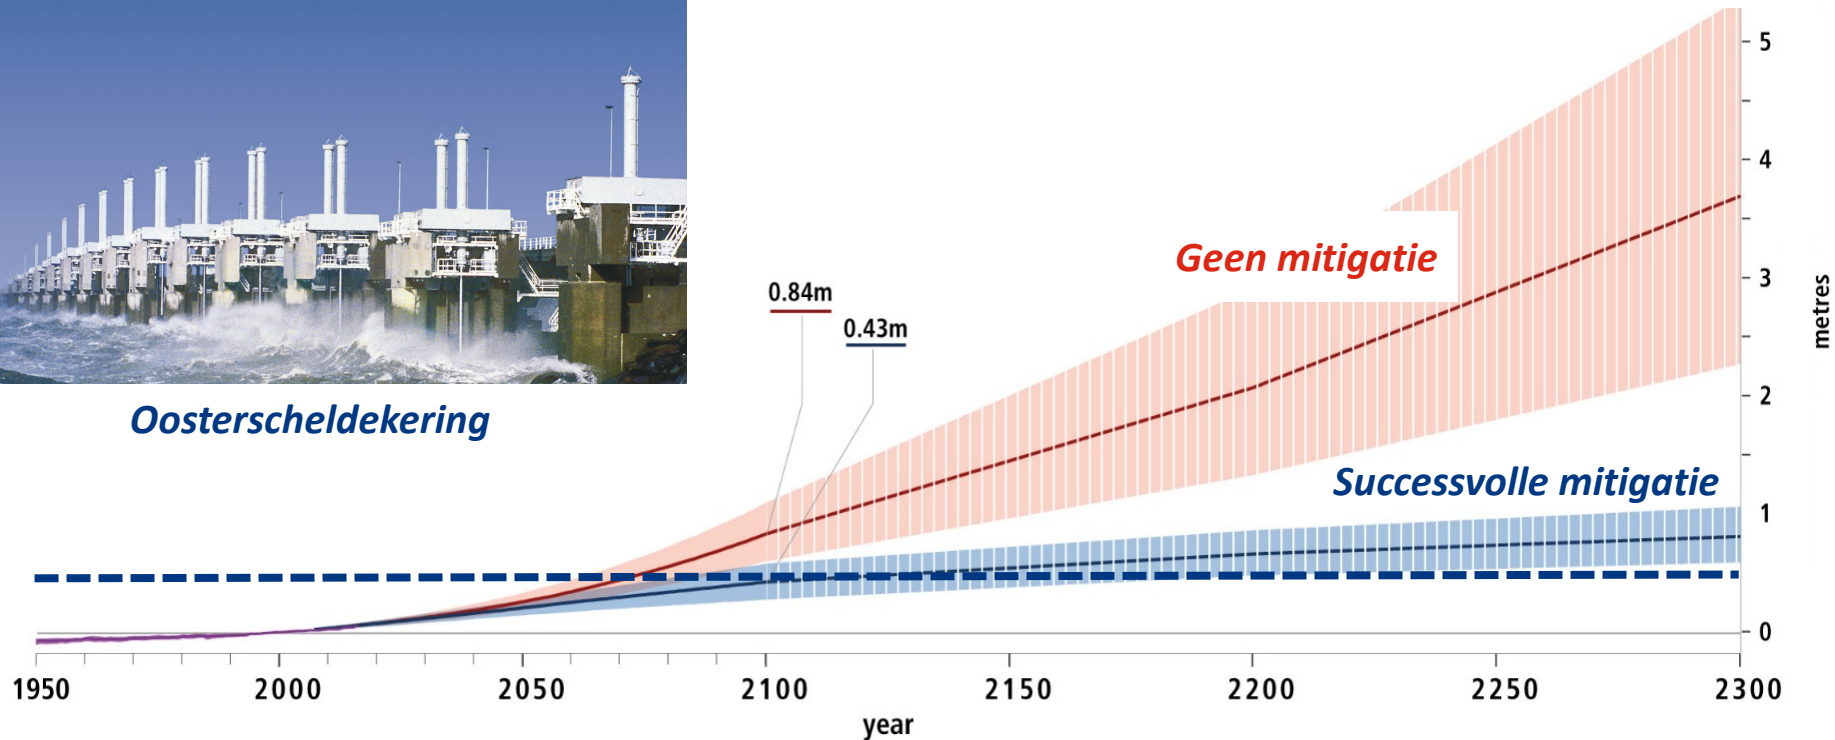 Oosterscheldekering
Geen mitigatie
Successvolle mitigatie
0.84m
0.43m
5
4
3
2
1
0
metres
1950
2000
2050
2100
2150
2200
2250
2300
year